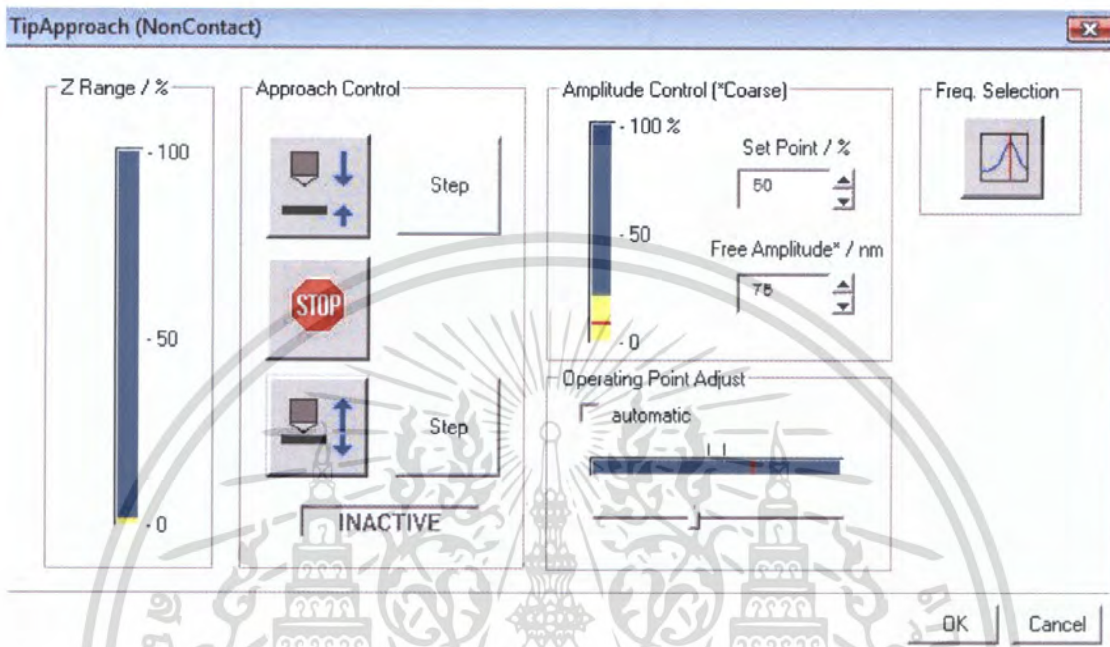 TipApproach (NonContact)
Z Range / %
- 100
- 50
- 0
Approach Control
Step
STOP
Step
INACTIVE
Amplitude Control (*Coarse)
- 100 %
- 50
- 0
Set Point / %
50
Free Amplitude* / nm
75
Operating Point Adjust
automatic
Freq. Selection
OK
Cancel